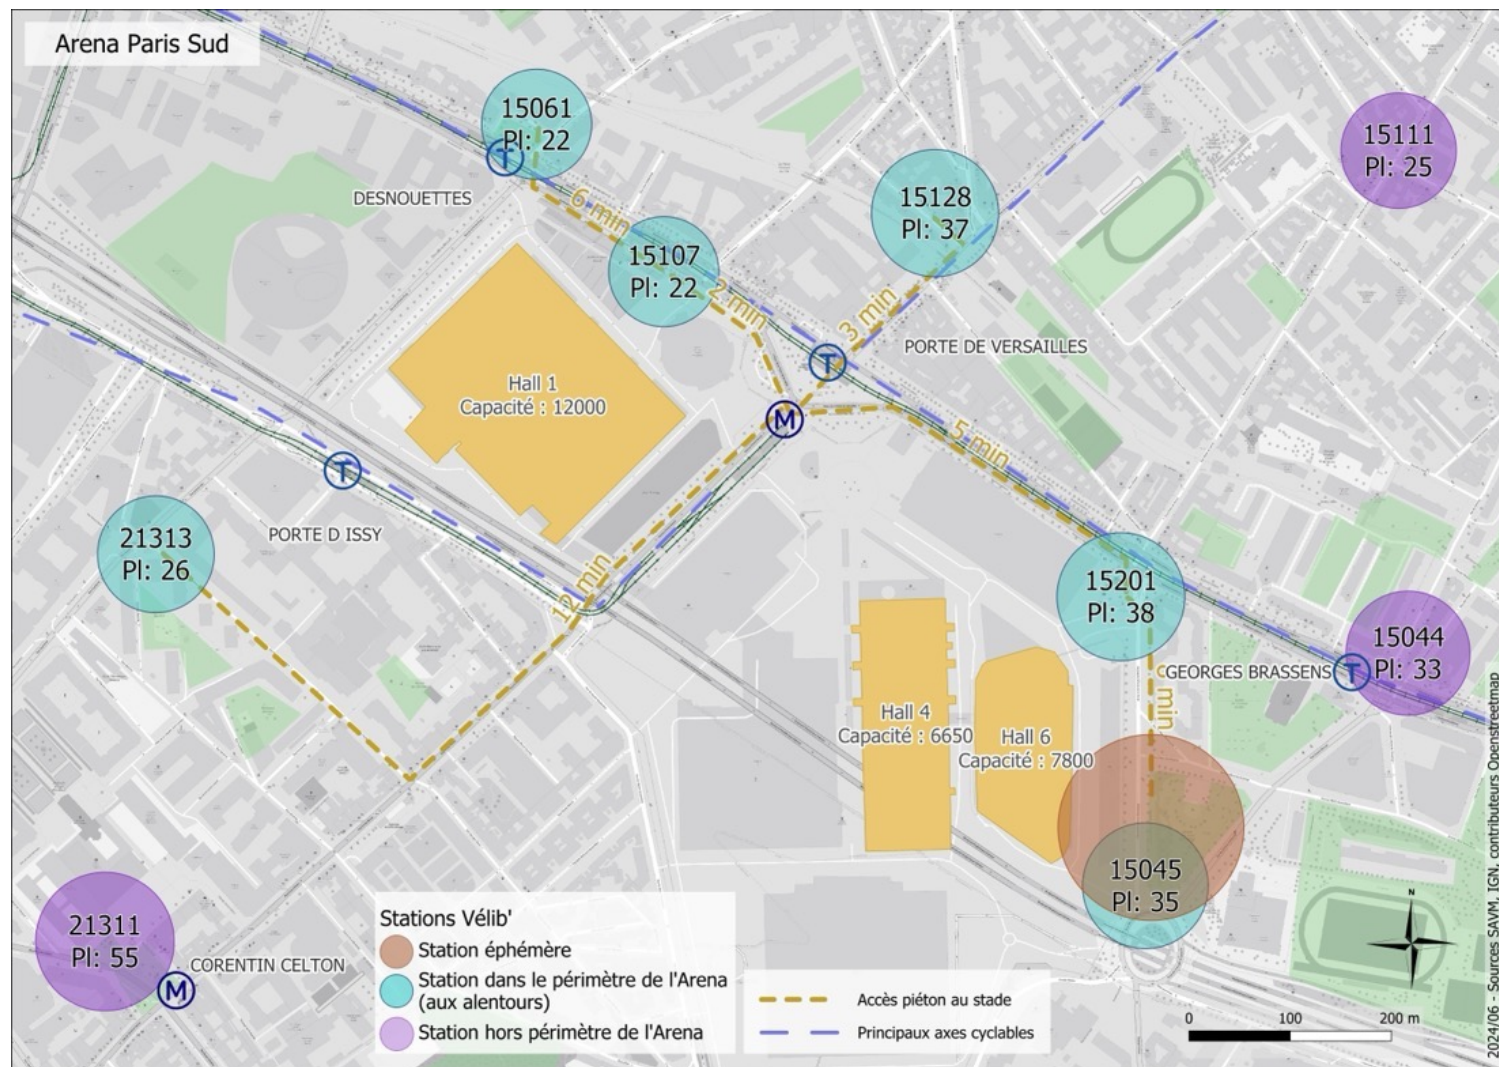 Arena Paris Sud
15061
Pl: 22
T
DESNOUETTES
6 min
15107
Pl: 22
2 min
15128
Pl: 37
3 min
15111
Pl: 25
T
PORTE DE VERSAILLES
Hall 1
Capacité : 12000
M
5 min
T
PORTE D ISSY
21313
Pl: 26
12 min
15201
Pl: 38
15044
Pl: 33
GEORGES BRASSENS
T
min
Hall 4
Capacité : 6650
Hall 6
Capacité : 7800
15045
Pl: 35
21311
Pl: 55
CORENTIN CELTON
M
Stations Vélib'
Station éphémère
Station dans le périmètre de l'Arena
(aux alentours)
Station hors périmètre de l'Arena
Accès piéton au stade
Principaux axes cyclables
N
0 100 200 m
2024/06 - Sources SAVM, IGN, contributeurs Openstreetmap